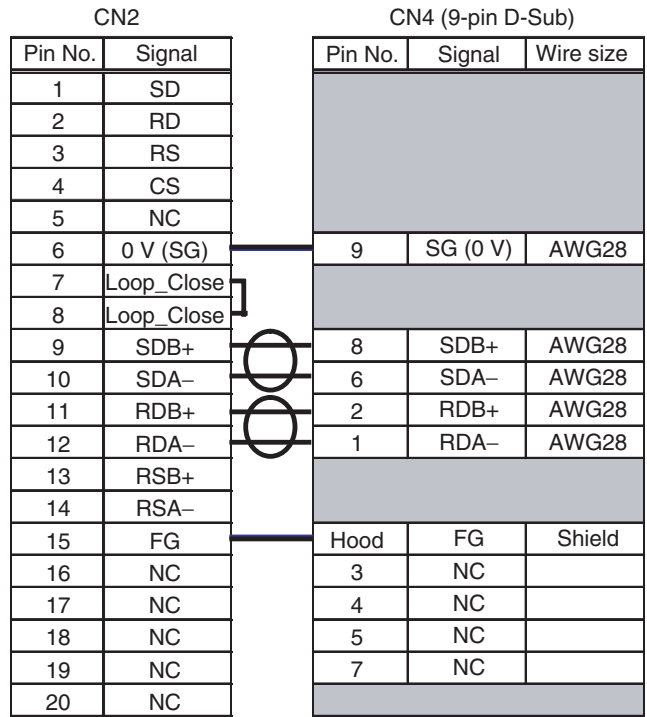 CN2 CN4 (9-pin D-Sub)
Pin No. Signal Pin No. Signal Wire size
1 SD
2 RD
3 RS
4 CS
5 NC
6 0 V (SG) 9 SG (0 V) AWG28
7 Loop_Close
8 Loop_Close
9 SDB+ 8 SDB+ AWG28
10 SDA− 6 SDA− AWG28
11 RDB+ 2 RDB+ AWG28
12 RDA− 1 RDA− AWG28
13 RSB+
14 RSA−
15 FG Hood FG Shield
16 NC 3 NC
17 NC 4 NC
18 NC 5 NC
19 NC 7 NC
20 NC